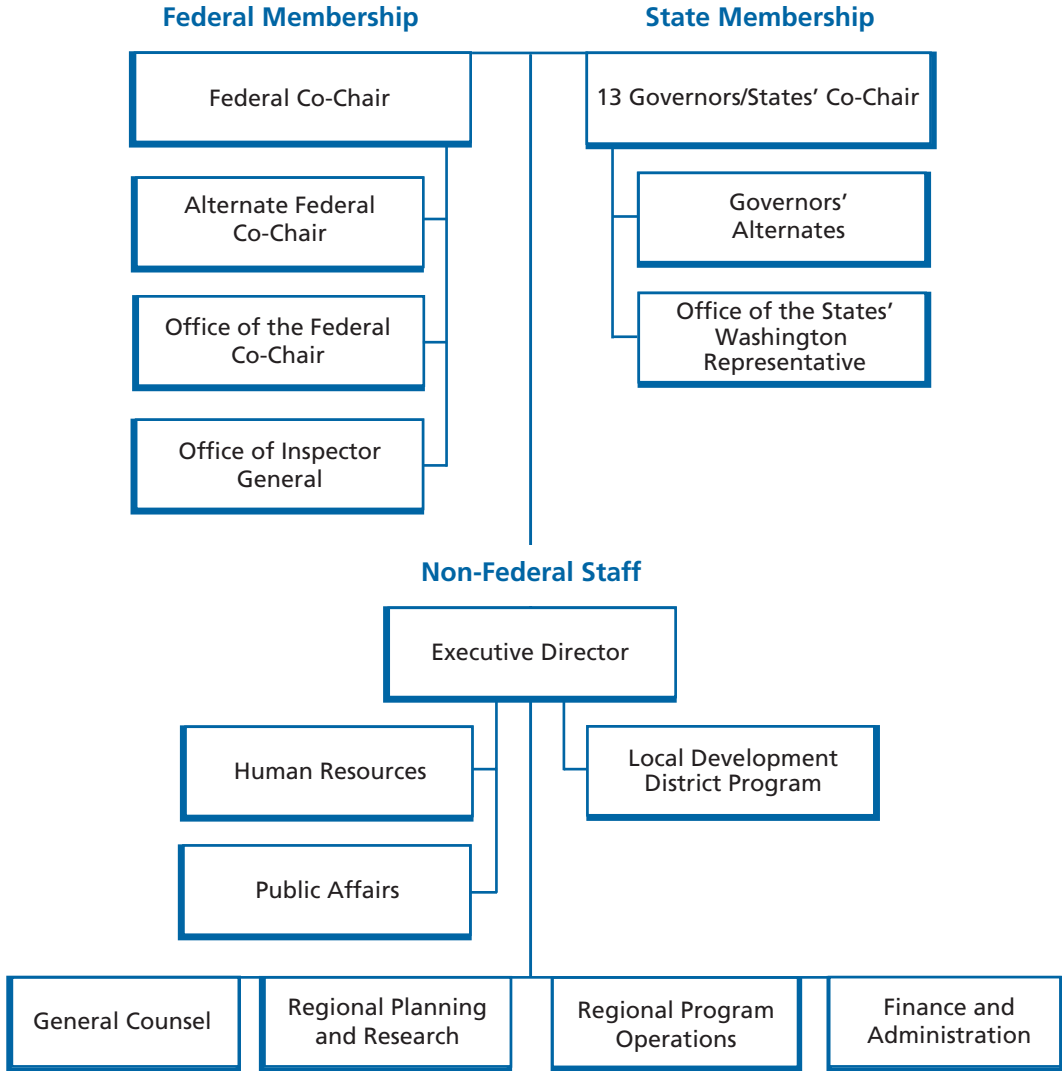 Federal Membership
State Membership
Federal Co-Chair
13 Governors/States’ Co-Chair
Alternate Federal
Co-Chair
Governors’
Alternates
Office of the Federal
Co-Chair
Office of the States’
Washington
Representative
Office of Inspector
General
Non-Federal Staff
Executive Director
Human Resources
Local Development
District Program
Public Affairs
General Counsel
Regional Planning
and Research
Regional Program
Operations
Finance and
Administration